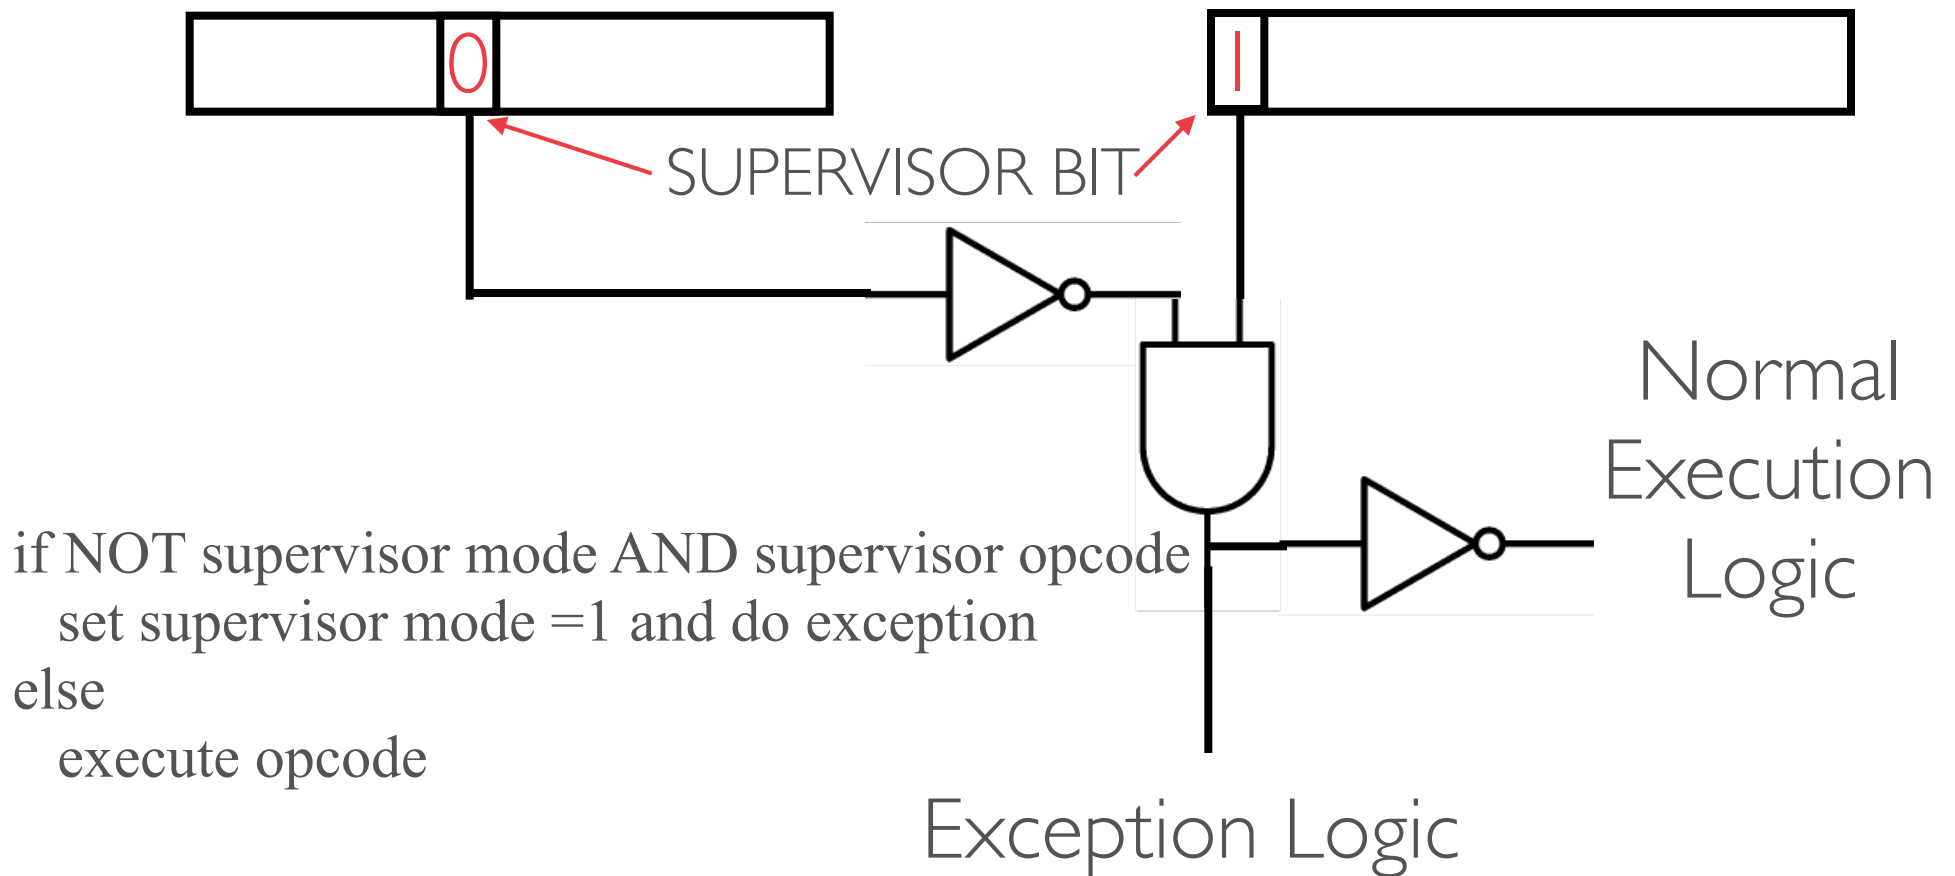 0
1
SUPERVISOR BIT
Normal
Execution
Logic
if NOT supervisor mode AND supervisor opcode
set supervisor mode =1 and do exception
else
execute opcode
Exception Logic